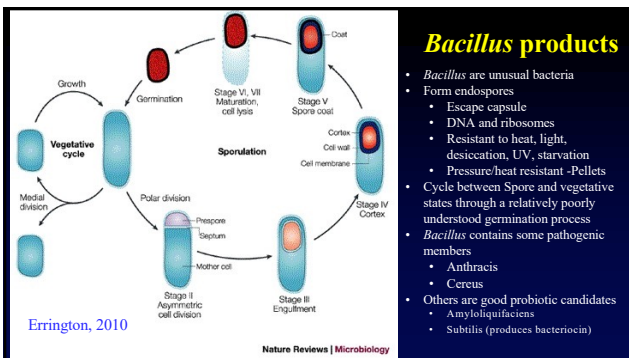 Coat
Growth
Germination
Stage VI, VII
Maturation,
cell lysis
Stage V
Spore coat
Vegetative
cycle
Sporulation
Cortex
Cell wall
Cell membrane
Medial
division
Polar division
Stage IV
Cortex
Prespore
Septum
Mother cell
Stage II
Asymmetric
cell division
Stage III
Engulfment
Errington, 2010
Nature Reviews | Microbiology
Bacillus products
• Bacillus are unusual bacteria
• Form endospores
• Escape capsule
• DNA and ribosomes
• Resistant to heat, light,
desiccation, UV, starvation
• Pressure/heat resistant -Pellets
• Cycle between Spore and vegetative
states through a relatively poorly
understood germination process
• Bacillus contains some pathogenic
members
• Anthracis
• Cereus
• Others are good probiotic candidates
• Amyloliquifaciens
• Subtilis (produces bacteriocin)